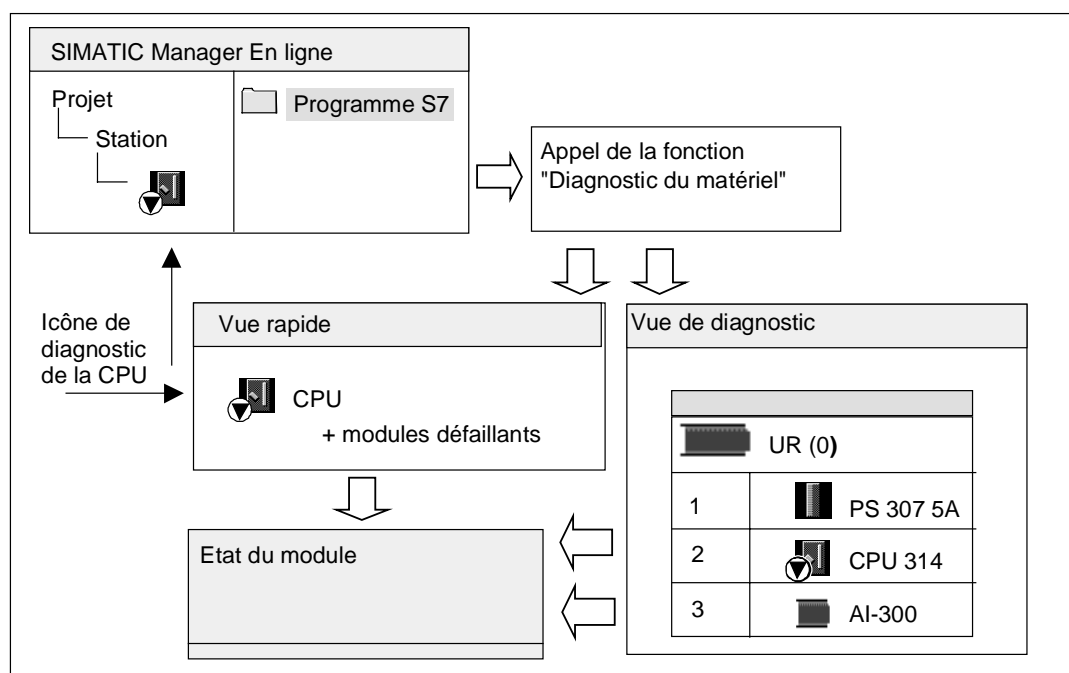 SIMATIC Manager En ligne
Projet
Station
Programme S7
Appel de la fonction
"Diagnostic du matériel"
Icône de
diagnostic
de la CPU
Vue rapide
CPU
+ modules défaillants
Vue de diagnostic
UR (0)
1 PS 307 5A
2 CPU 314
3 AI-300
Etat du module